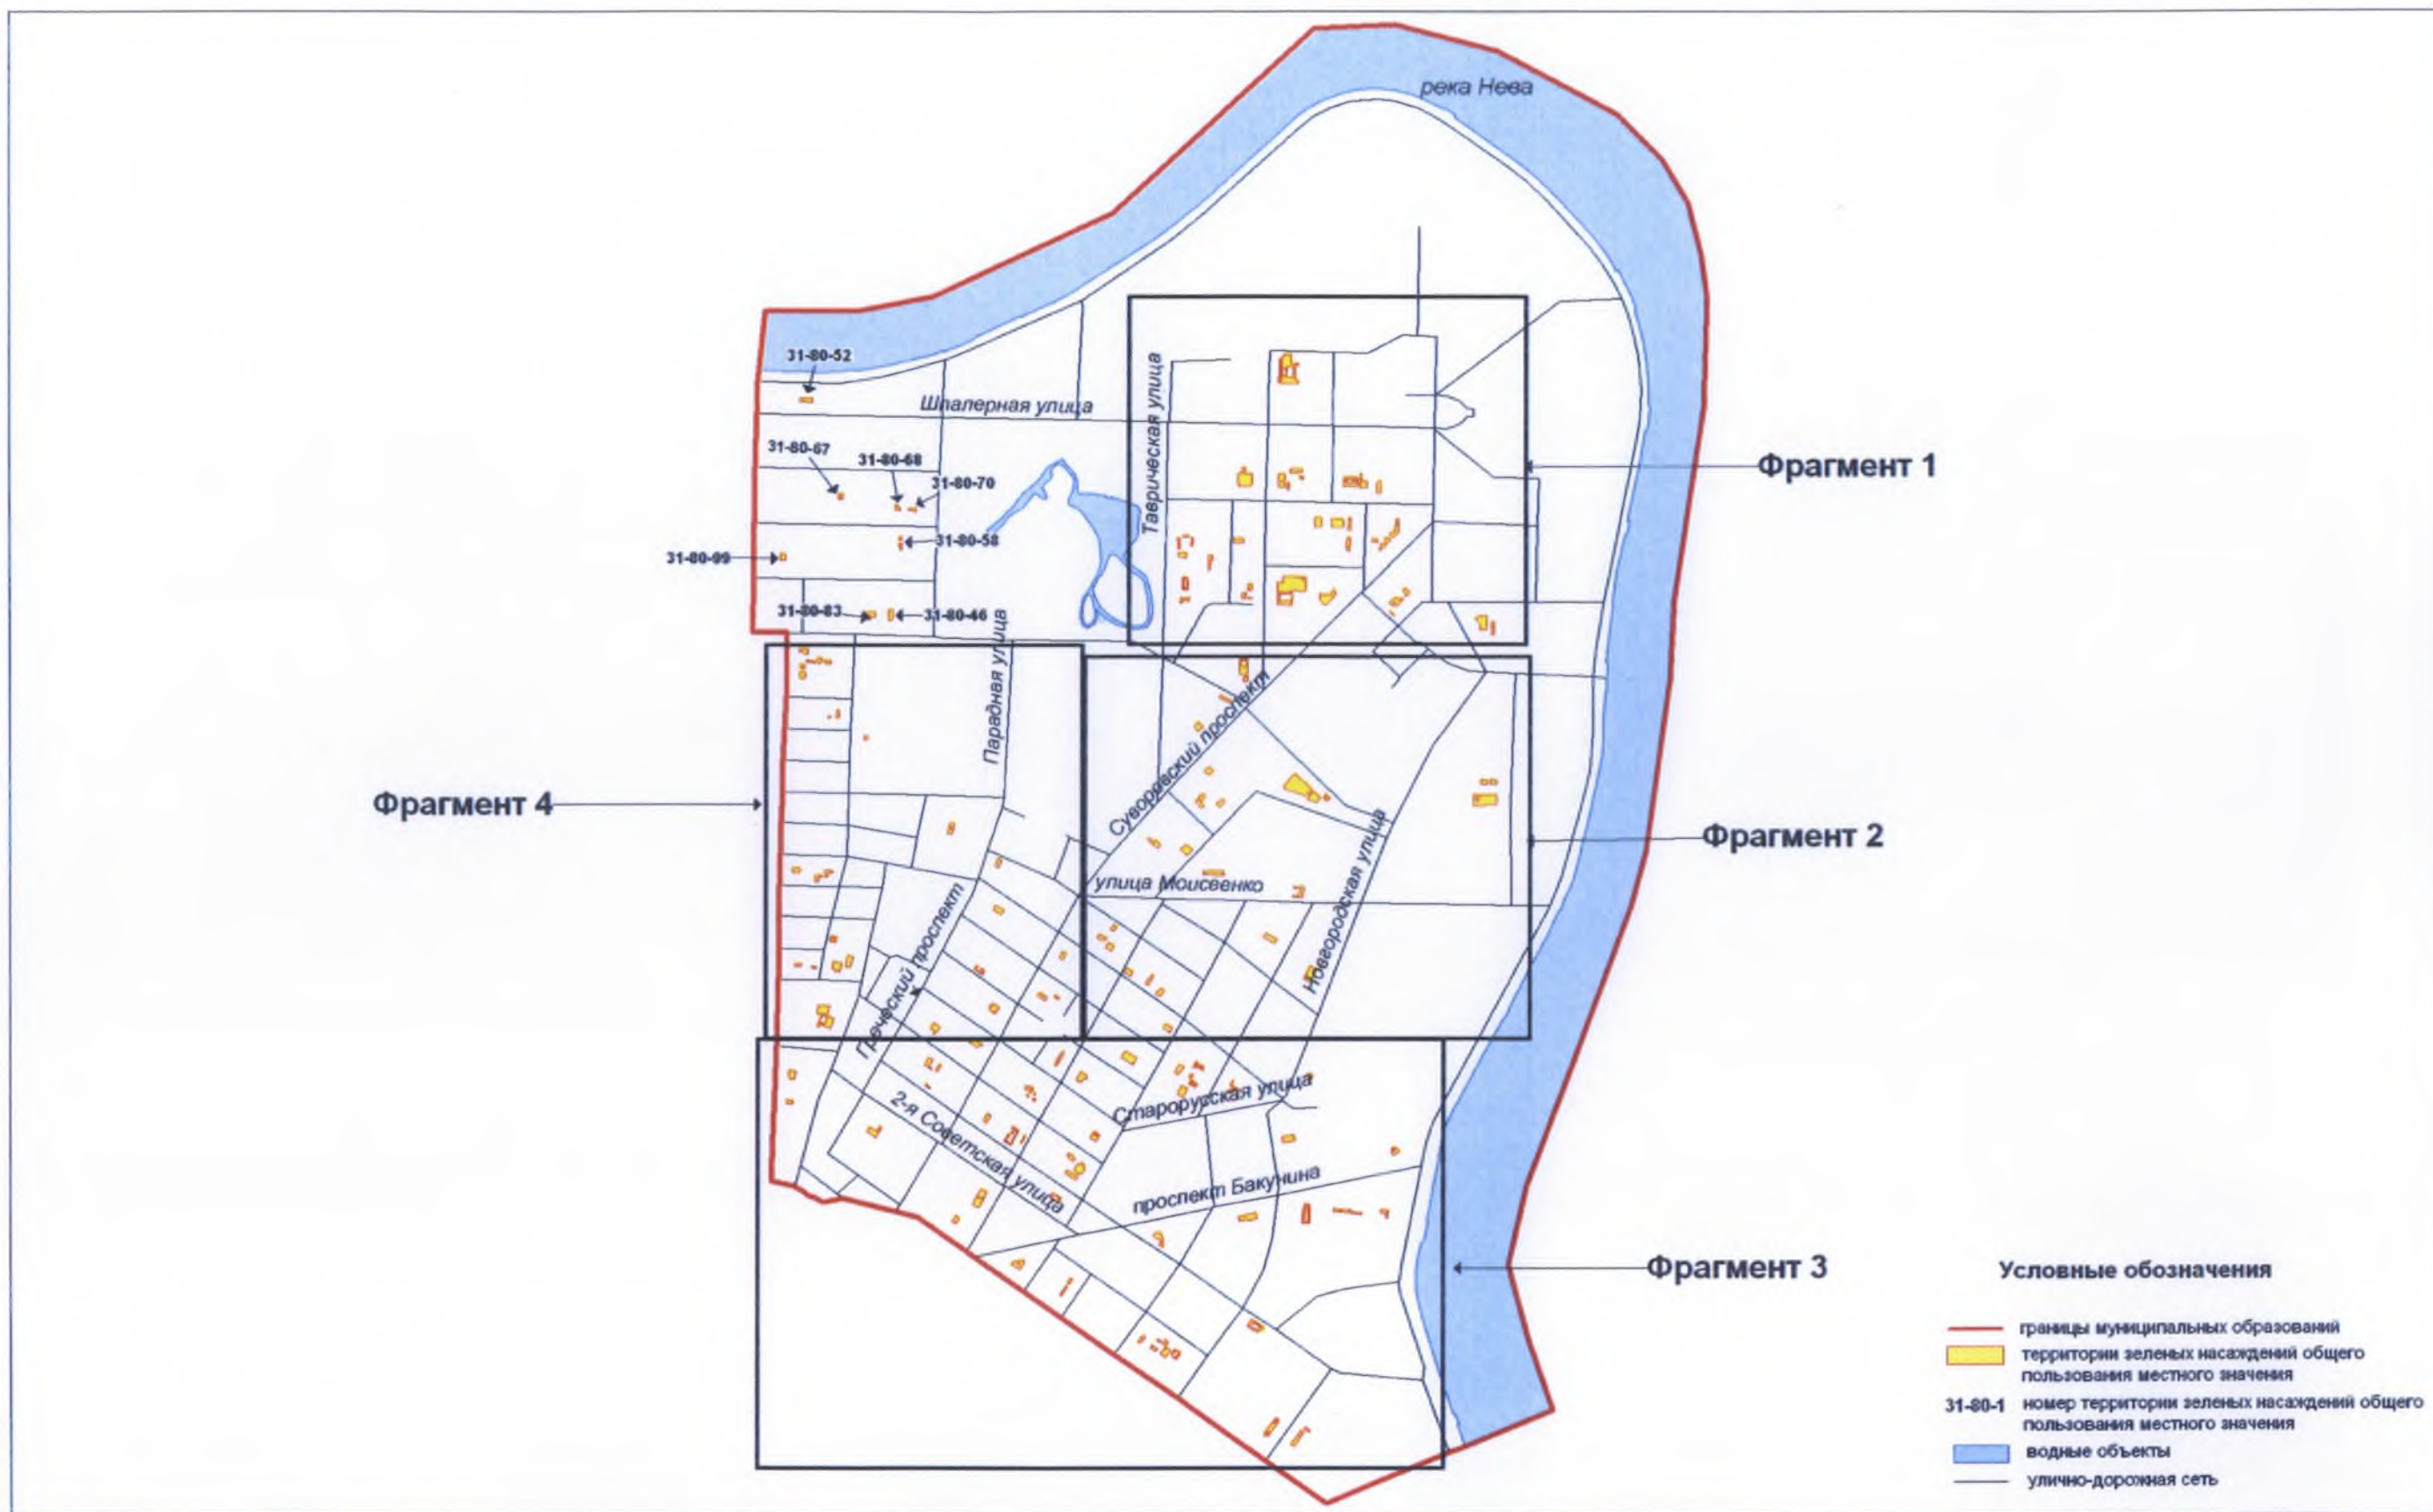 река Нева
31-80-52
Шпалерная улица
Таврическая улица
31-80-67
31-80-68
31-80-70
Фрагмент 1
31-80-58
31-80-99
31-80-83
31-80-46
Парадная улица
Суворовский проспект
Фрагмент 4
Фрагмент 2
Новгородская улица
улица Моисеенко
Греческий проспект
Старорусская улица
2-я Советская улица
проспект Бакунина
Фрагмент 3
Условные обозначения
границы муниципальных образований
территории зеленых насаждений общего
пользования местного значения
31-80-1 номер территории зеленых насаждений общего
пользования местного значения
водные объекты
улично-дорожная сеть